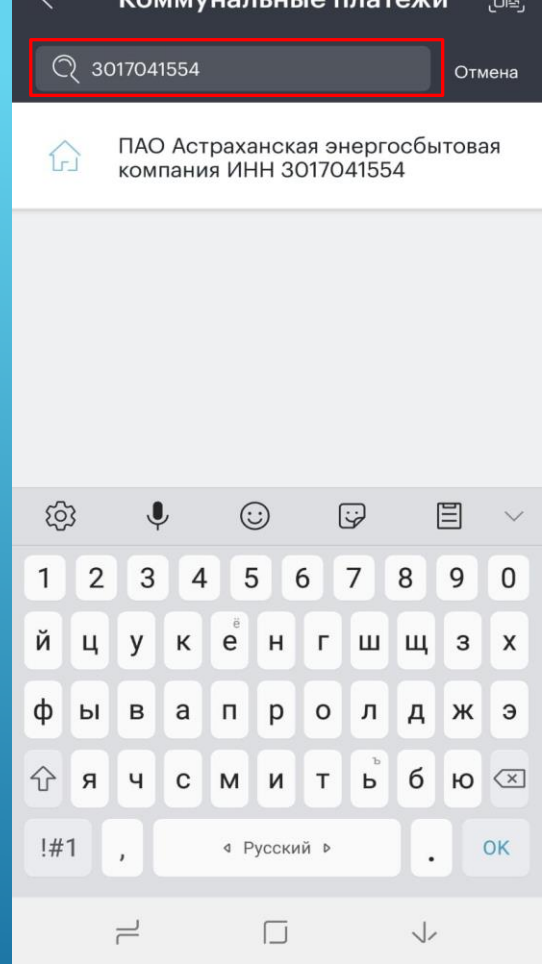 Коммунальные платежи
3017041554
Отмена
ПАО Астраханская энергосбытовая
компания ИНН 3017041554
1 2 3 4 5 6 7 8 9 0
й ц у к е ё н г ш щ з х
ф ы в а п р о л д ж э
я ч с м и т ь ъ б ю
!#1 , Русский . ОК